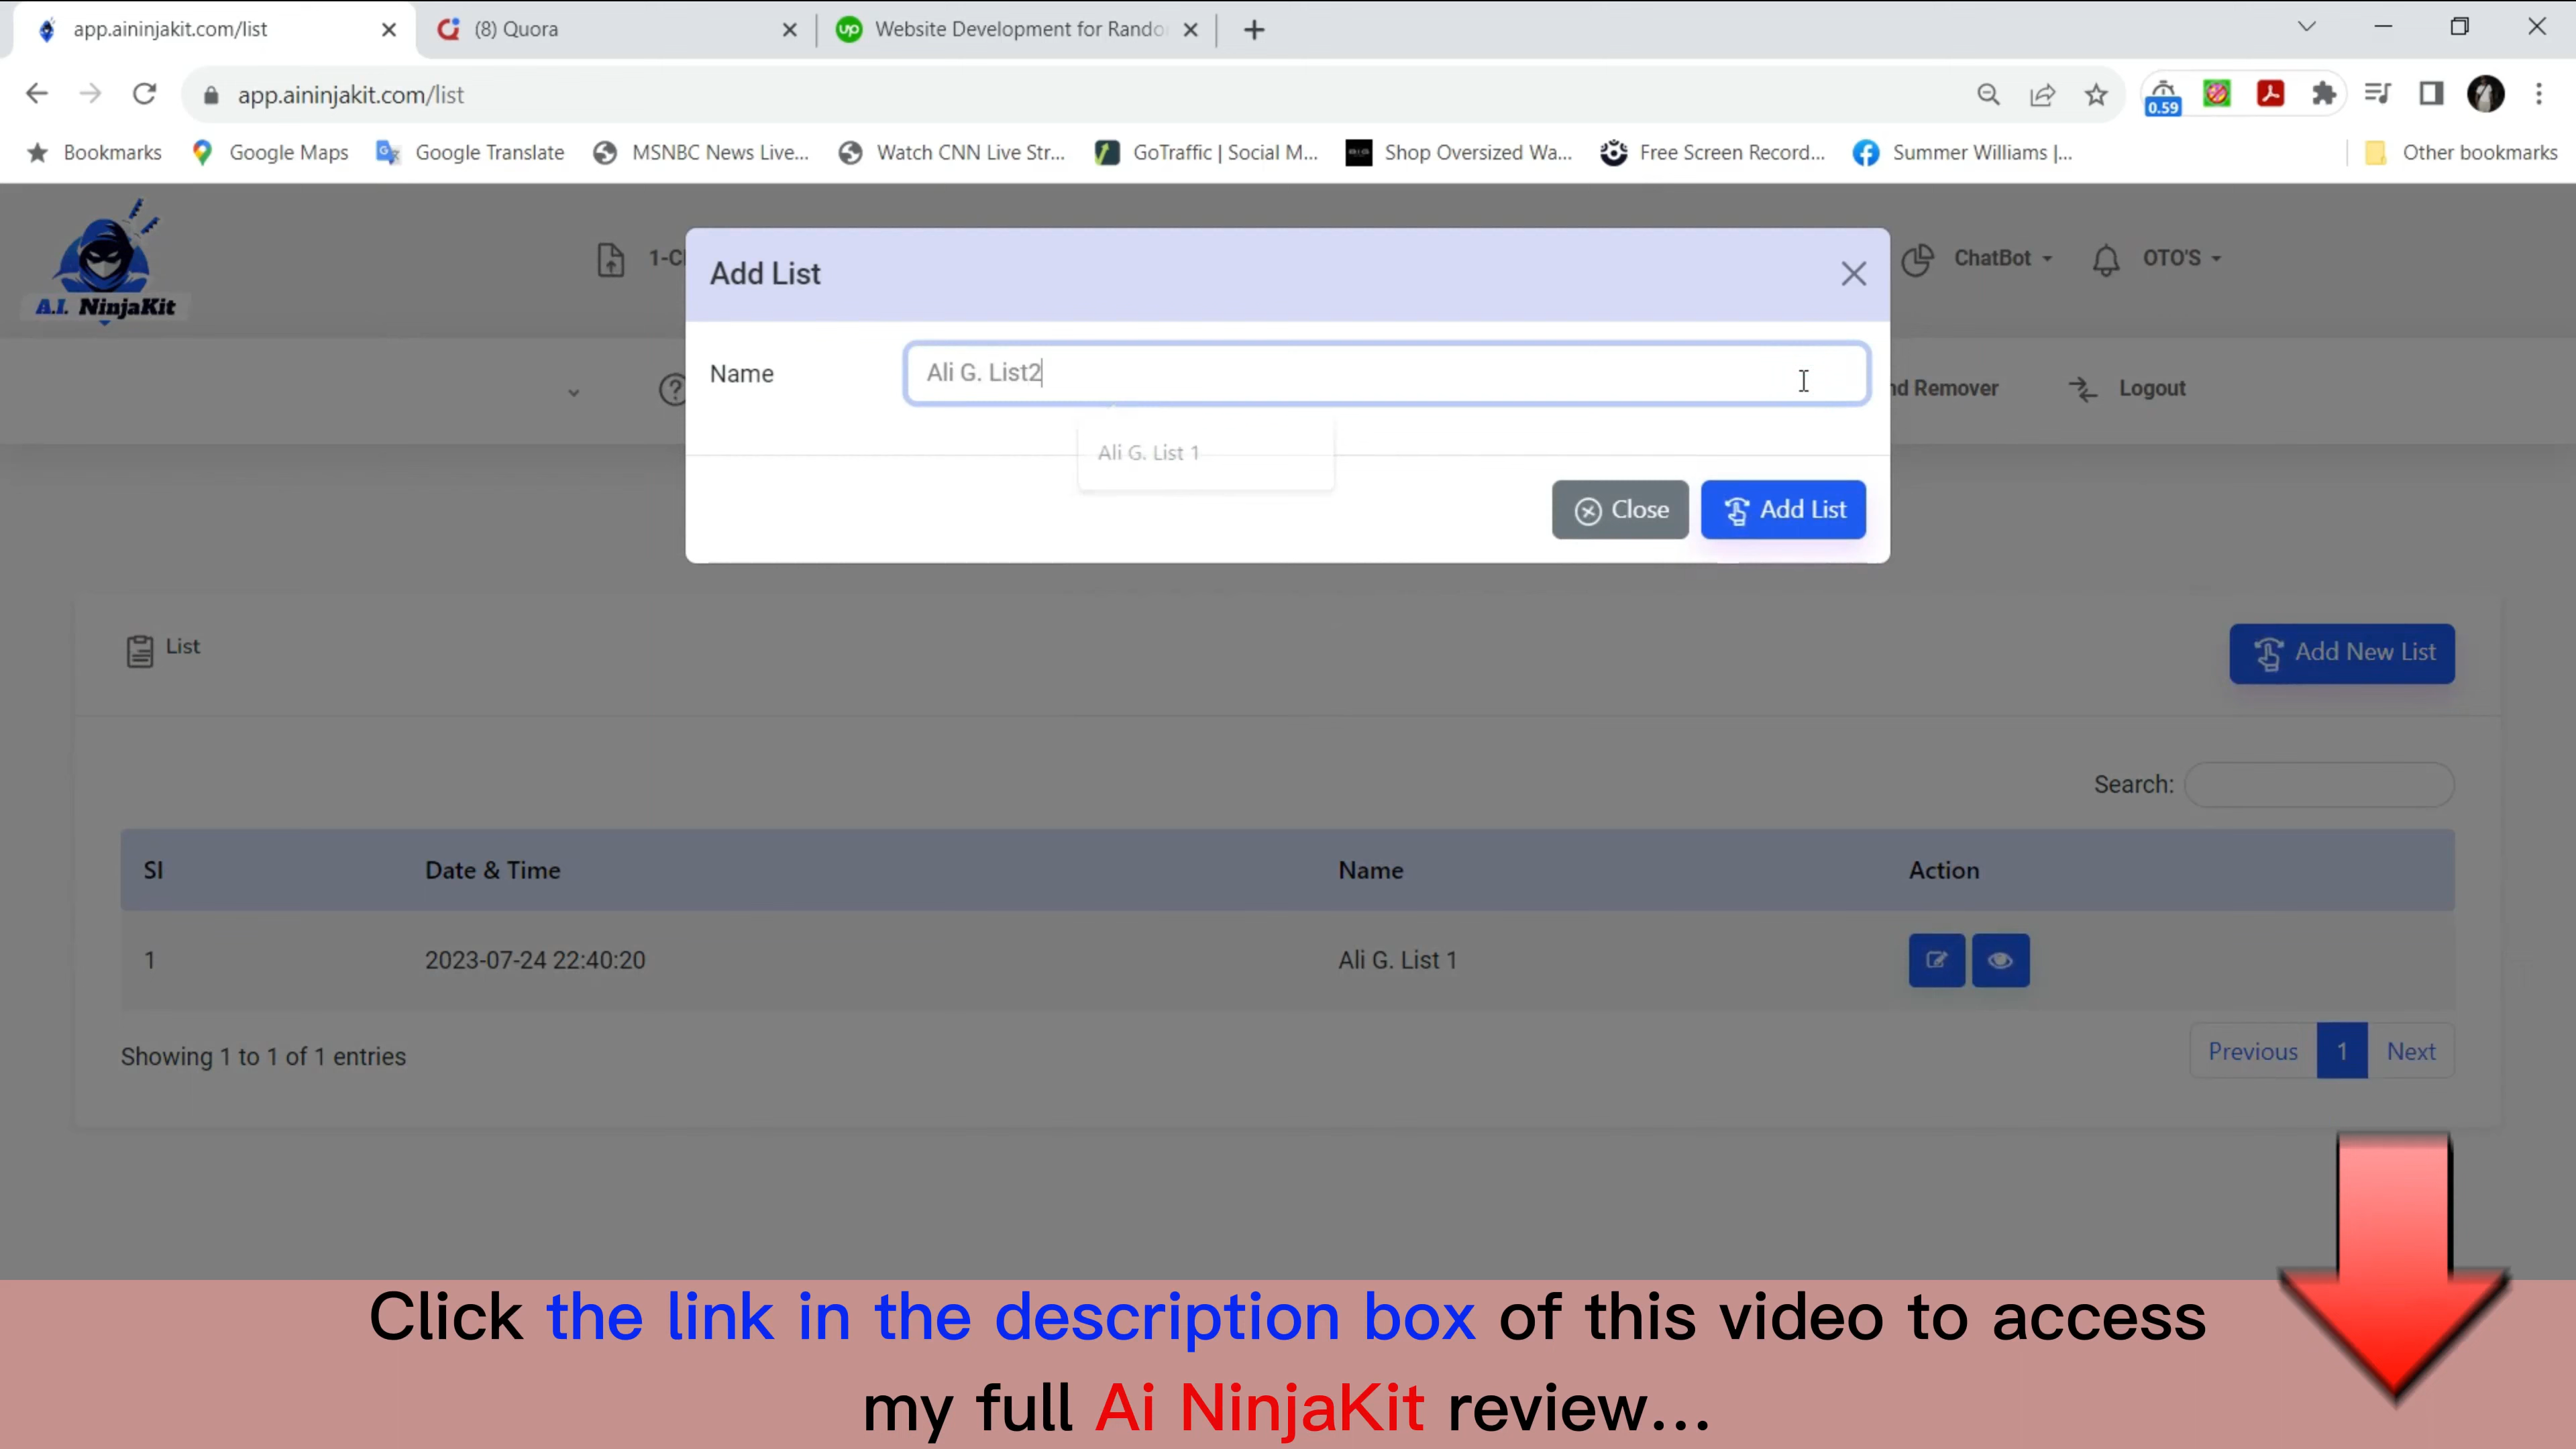 app.aininjakit.com/list
(8) Quora
Website Development for Rando
app.aininjakit.com/list
0.59
Bookmarks
Google Maps
Google Translate
MSNBC News Live...
Watch CNN Live Str...
GoTraffic | Social M...
Shop Oversized Wa...
Free Screen Record...
Summer Williams |...
Other bookmarks
A.I. NinjaKit
1-Cl
Add List
ChatBot
OTO'S
Name
Ali G. List2
nd Remover
Logout
Ali G. List 1
Close
Add List
List
Add New List
Search:
SI Date & Time Name Action
1 2023-07-24 22:40:20 Ali G. List 1
Showing 1 to 1 of 1 entries
Previous 1 Next
Click the link in the description box of this video to access
my full Ai NinjaKit review...